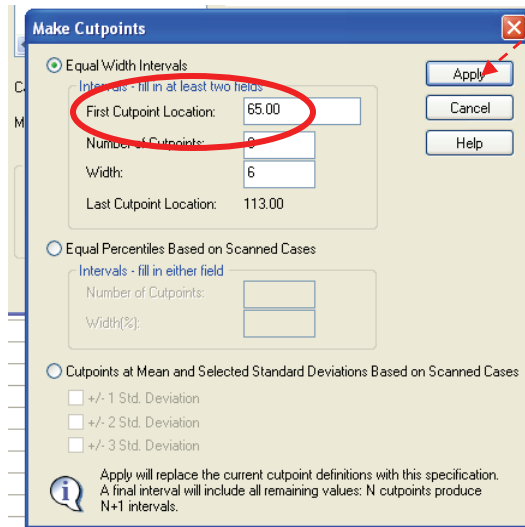 Make Cutpoints
Equal Width Intervals
Apply
Intervals - fill in at least two fields
First Cutpoint Location: 65.00
Cancel
Number of Cutpoints:
Help
Width: 6
Last Cutpoint Location: 113.00
Equal Percentiles Based on Scanned Cases
Intervals - fill in either field
Number of Cutpoints:
Width(%):
Cutpoints at Mean and Selected Standard Deviations Based on Scanned Cases
+/- 1 Std. Deviation
+/- 2 Std. Deviation
+/- 3 Std. Deviation
Apply will replace the current cutpoint definitions with this specification.
A final interval will include all remaining values: N cutpoints produce
N+1 intervals.